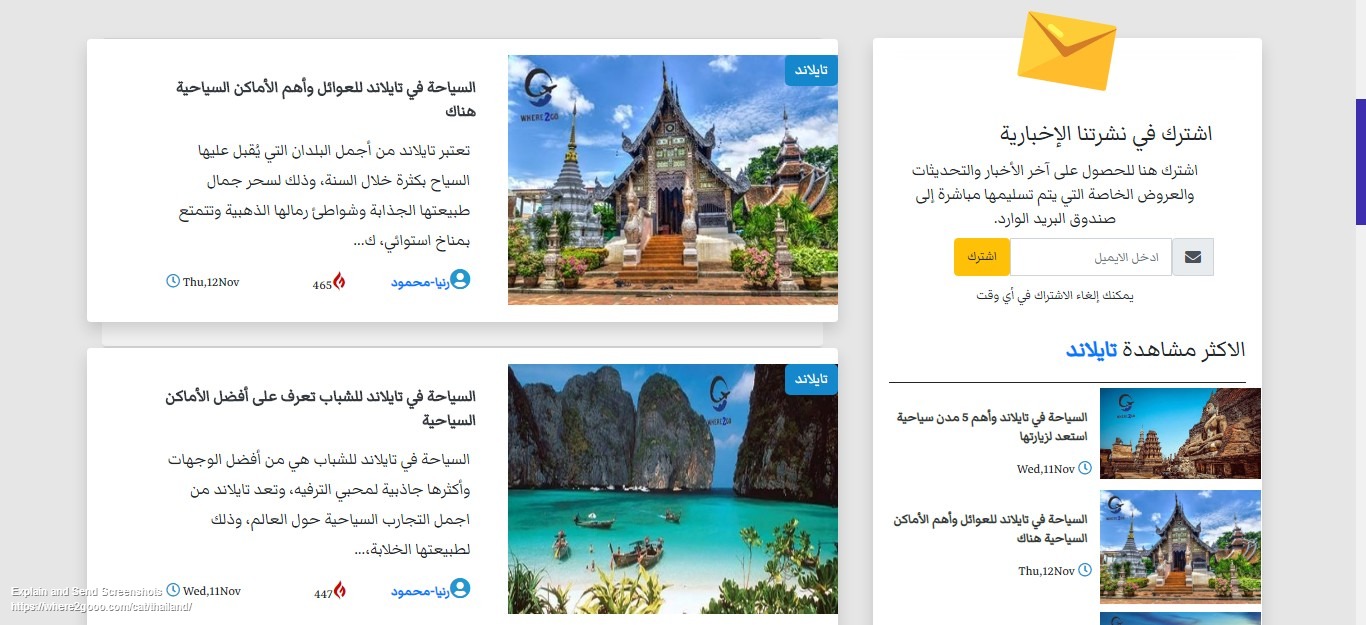 اشترك في نشرتنا الإخبارية
اشترك هنا للحصول على آخر الأخبار والتحديثات
والعروض الخاصة التي يتم تسليمها مباشرة إلى
صندوق البريد الوارد.
ادخل الايميل
اشترك
يمكنك إلغاء الاشتراك في أي وقت
الاكثر مشاهدة تايلاند
السياحة في تايلاند وأهم 5 مدن سياحية
استعد لزيارتها
Wed,11Nov
السياحة في تايلاند للعوائل وأهم الأماكن
السياحية هناك
Thu,12Nov
تايلاند
WHERE2GO
السياحة في تايلاند للعوائل وأهم الأماكن السياحية
هناك
تعتبر تايلاند من أجمل البلدان التي يُقبل عليها
السياح بكثرة خلال السنة، وذلك لسحر جمال
طبيعتها الجذابة وشواطئ رمالها الذهبية وتتمتع
بمناخ استوائي، ك...
رنيا-محمود
465
Thu,12Nov
تايلاند
WHERE2GO
السياحة في تايلاند للشباب تعرف على أفضل الأماكن
السياحية
السياحة في تايلاند للشباب هي من أفضل الوجهات
وأكثرها جاذبية لمحبي الترفيه، وتعد تايلاند من
اجمل التجارب السياحية حول العالم، وذلك
لطبيعتها الخلابة،...
رنيا-محمود
447
Wed,11Nov
Explain and Send Screenshots
https://where2gooo.com/cat/thailand/